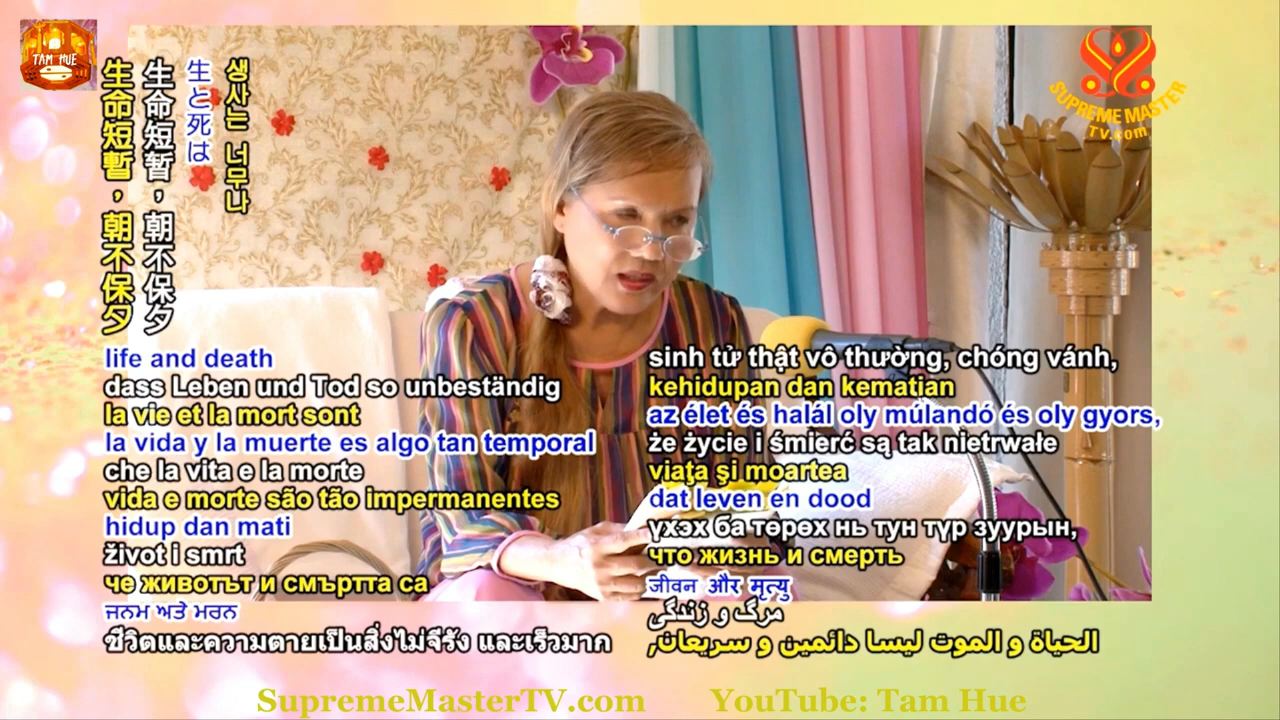 TAM HUE
SUPREME MASTER
TV.com
生命短暫，朝不保夕
生命短暂，朝不保夕
生と死は
생사는 너무나
life and death
dass Leben und Tod so unbeständig
la vie et la mort sont
la vida y la muerte es algo tan temporal
che la vita e la morte
vida e morte são tão impermanentes
hidup dan mati
život i smrt
че животът и смъртта са
ਜਨਮ ਅਤੇ ਮਰਨ
ชีวิตและความตายเป็นสิ่งไม่จีรัง และเร็วมาก
sinh tử thật vô thường, chóng vánh,
kehidupan dan kematian
az élet és halál oly múlandó és oly gyors,
że życie i śmierć są tak nietrwałe
viaţa şi moartea
dat leven en dood
үхэх ба төрөх нь тун түр зуурын,
что жизнь и смерть
जीवन और मृत्यु
مرگ و زندگی
الحياة و الموت ليسا دائمين و سريعان,
SupremeMasterTV.com
YouTube: Tam Hue